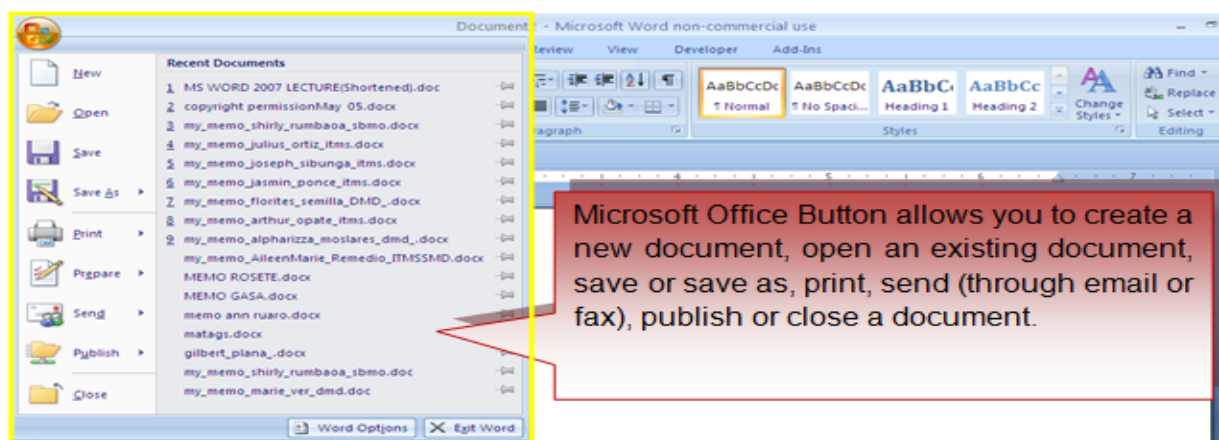 Document2 - Microsoft Word non-commercial use
Review View Developer Add-Ins
New
Open
Save
Save As
Print
Prepare
Send
Publish
Close
Recent Documents
1 MS WORD 2007 LECTURE(Shortened).doc
2 copyright permissionMay 05.docx
3 my_memo_shirly_rumbaoa_sbmo.docx
4 my_memo_julius_ortiz_itms.docx
5 my_memo_joseph_sibunga_itms.docx
6 my_memo_jasmin_ponce_itms.docx
7 my_memo_florites_semilla_DMD_.docx
8 my_memo_arthur_opate_itms.docx
9 my_memo_alpharizza_moslares_dmd_.docx
my_memo_AileenMarie_Remedio_ITMSSMD.docx
MEMO ROSETE.docx
MEMO GASA.docx
memo ann ruaro.docx
matags.docx
gilbert_plana_.docx
my_memo_shirly_rumbaoa_sbmo.doc
my_memo_marie_ver_dmd.doc
Word Options Exit Word
AaBbCcDc AaBbCcDc AaBbC AaBbCc
¶ Normal ¶ No Spaci... Heading 1 Heading 2
Change Styles
Find
Replace
Select
Paragraph Styles Editing
4 5 6 7
Microsoft Office Button allows you to create a
new document, open an existing document,
save or save as, print, send (through email or
fax), publish or close a document.